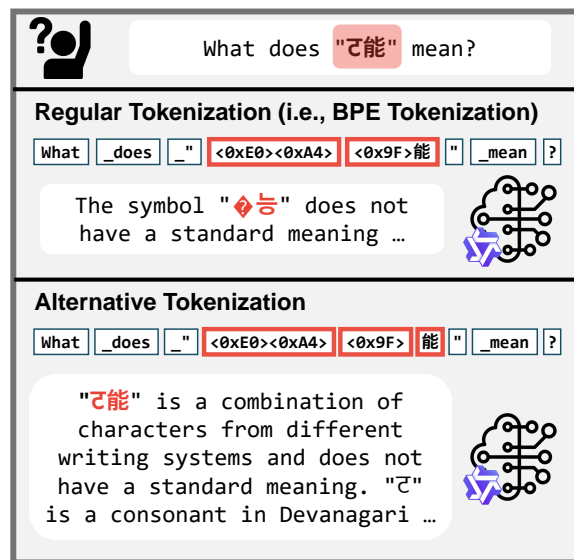 ?
What does "ट能" mean?
Regular Tokenization (i.e., BPE Tokenization)
What _does _" <0xE0><0xA4> <0x9F>能 " _mean ?
The symbol "�능" does not
have a standard meaning …
Alternative Tokenization
What _does _" <0xE0><0xA4> <0x9F> 能 " _mean ?
"ट能" is a combination of
characters from different
writing systems and does not
have a standard meaning. "ट"
is a consonant in Devanagari …